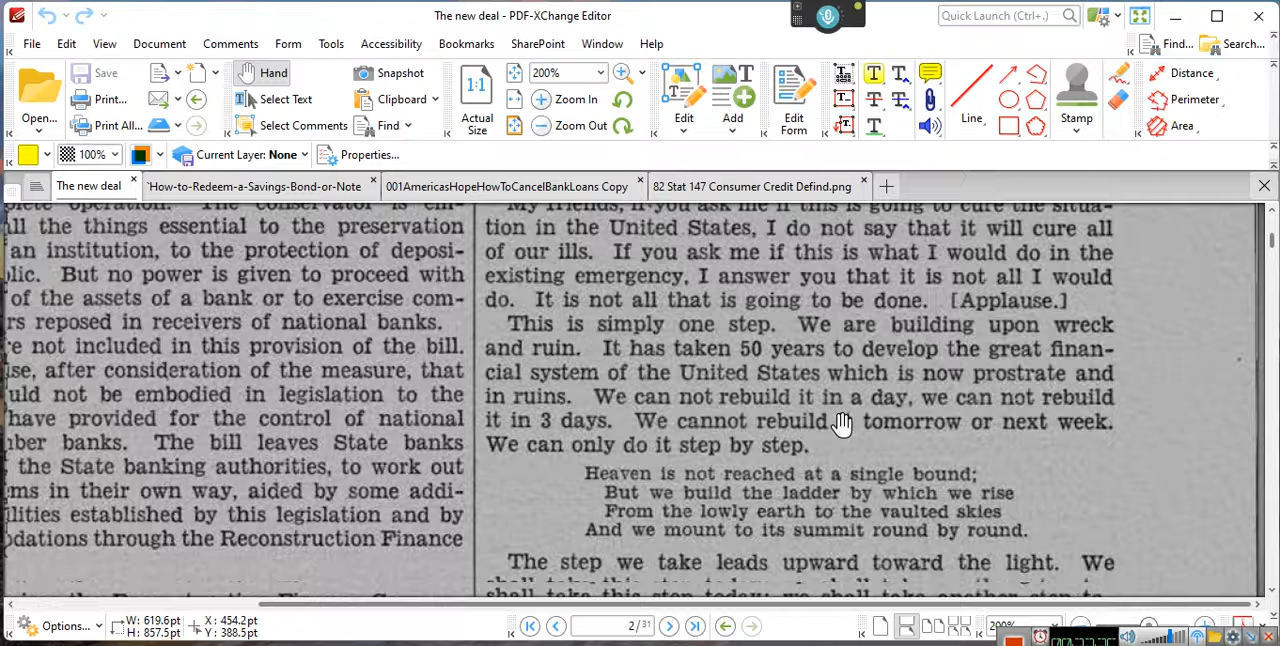 The new deal - PDF-XChange Editor
Quick Launch (Ctrl+.)
File Edit View Document Comments Form Tools Accessibility Bookmarks SharePoint Window Help
Find... Search...
Open...
Save
Print...
Print All...
Hand
Select Text
Select Comments
Snapshot
Clipboard
Find
Actual Size
200%
Zoom In
Zoom Out
Edit
Add
Edit Form
Line
Stamp
Distance
Perimeter
Area
100%
Current Layer: None
Properties...
The new deal
`How-to-Redeem-a-Savings-Bond-or-Note
001AmericasHopeHowToCancelBankLoans Copy
82 Stat 147 Consumer Credit Defind.png
ll the things essential to the preservation
an institution, to the protection of deposi-
lic. But no power is given to proceed with
of the assets of a bank or to exercise com-
rs reposed in receivers of national banks.
e not included in this provision of the bill.
se, after consideration of the measure, that
uld not be embodied in legislation to the
have provided for the control of national
ber banks. The bill leaves State banks
the State banking authorities, to work out
ms in their own way, aided by some addi-
lities established by this legislation and by
dations through the Reconstruction Finance
My friends, if you ask me if this is going to cure the situa-
tion in the United States, I do not say that it will cure all
of our ills. If you ask me if this is what I would do in the
existing emergency, I answer you that it is not all I would
do. It is not all that is going to be done. [Applause.]
This is simply one step. We are building upon wreck
and ruin. It has taken 50 years to develop the great finan-
cial system of the United States which is now prostrate and
in ruins. We can not rebuild it in a day, we can not rebuild
it in 3 days. We cannot rebuild tomorrow or next week.
We can only do it step by step.
Heaven is not reached at a single bound;
But we build the ladder by which we rise
From the lowly earth to the vaulted skies
And we mount to its summit round by round.
The step we take leads upward toward the light. We
Options...
W: 619.6pt
H: 857.5pt
X: 454.2pt
Y: 388.5pt
2/31
200%